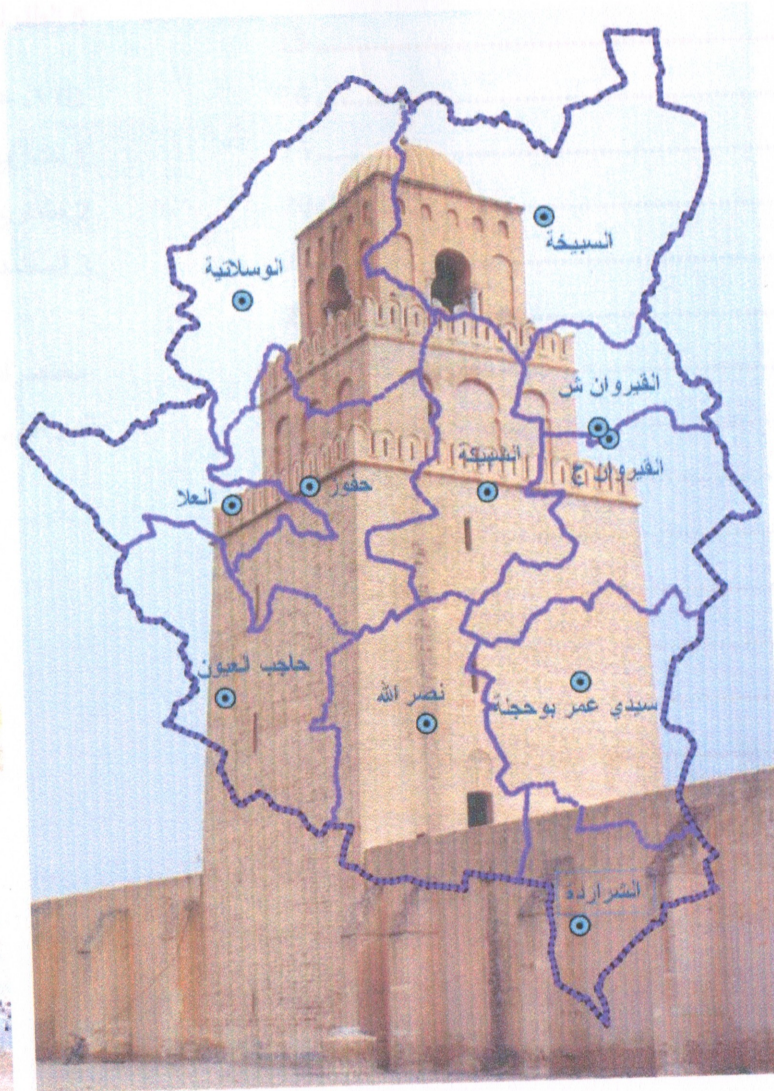 السبيخة
الوسلاتية
القيروان ش
القيروان ج
الشبيكة
حفوز
العلا
حاجب العيون
نصر الله
سيدي عمر بوحجلة
الشراردة